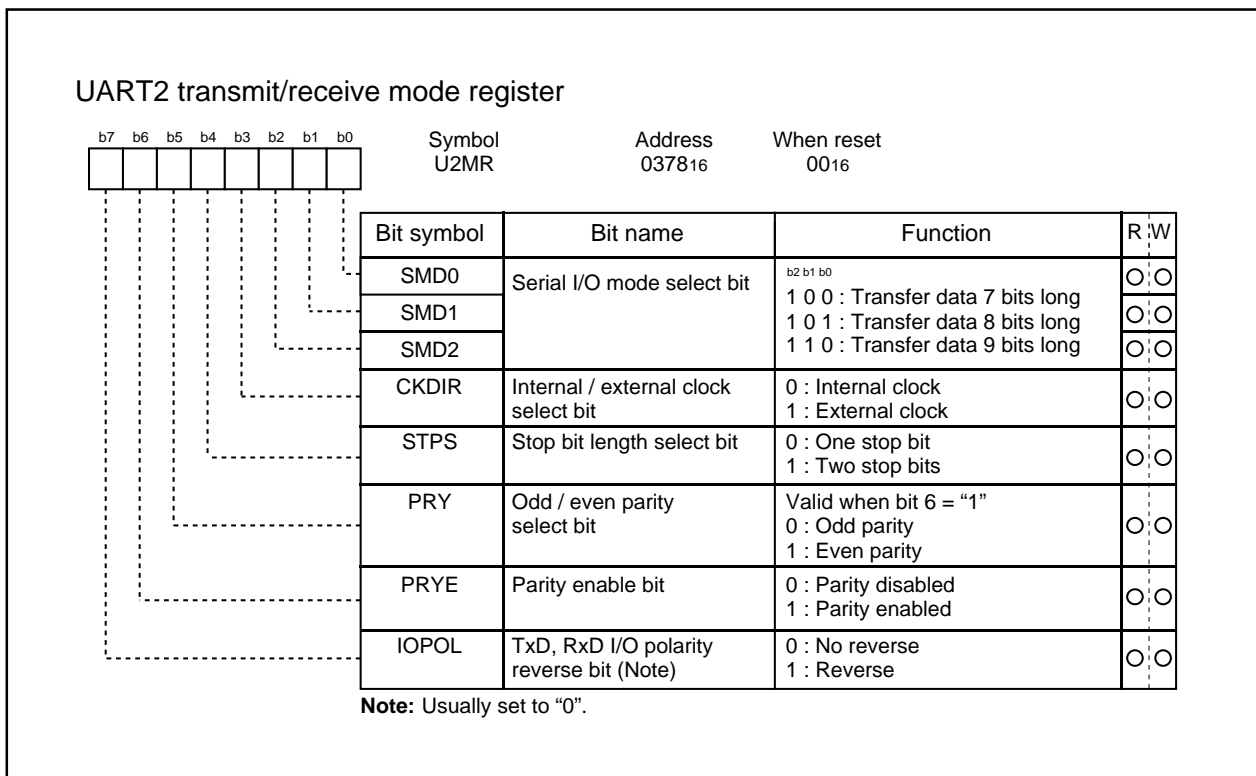 UART2 transmit/receive mode register
b7 b6 b5 b4 b3 b2 b1 b0
Symbol Address When reset
U2MR 037816 0016
Bit symbol Bit name Function R W
SMD0 Serial I/O mode select bit b2 b1 b0
1 0 0 : Transfer data 7 bits long
SMD1 1 0 1 : Transfer data 8 bits long
SMD2 1 1 0 : Transfer data 9 bits long
CKDIR Internal / external clock 0 : Internal clock
select bit 1 : External clock
STPS Stop bit length select bit 0 : One stop bit
1 : Two stop bits
PRY Odd / even parity Valid when bit 6 = “1”
select bit 0 : Odd parity
1 : Even parity
PRYE Parity enable bit 0 : Parity disabled
1 : Parity enabled
IOPOL TxD, RxD I/O polarity 0 : No reverse
reverse bit (Note) 1 : Reverse
Note: Usually set to “0”.